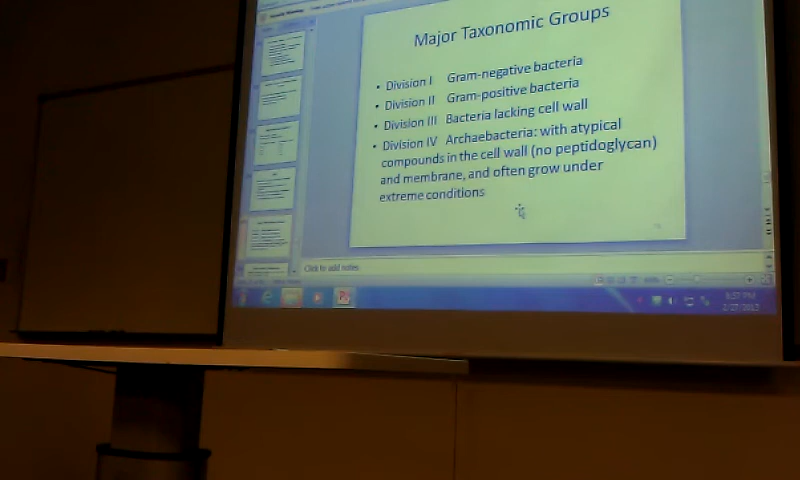 Major Taxonomic Groups
• Division I Gram-negative bacteria
• Division II Gram-positive bacteria
• Division III Bacteria lacking cell wall
• Division IV Archaebacteria: with atypical
compounds in the cell wall (no peptidoglycan)
and membrane, and often grow under
extreme conditions
Click to add notes